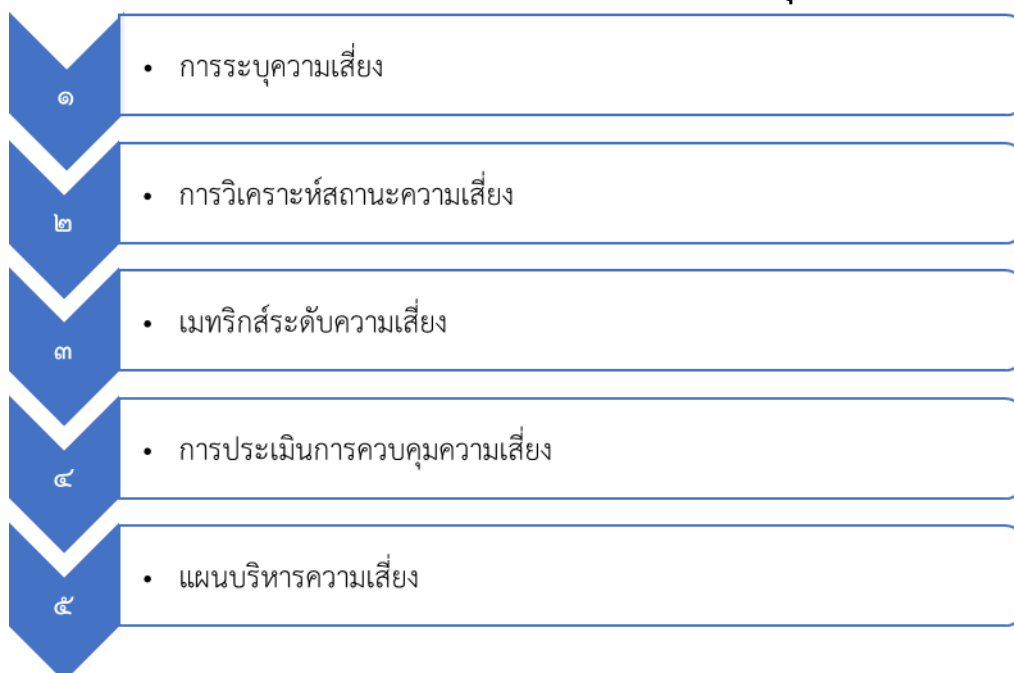 ๑
• การระบุความเสี่ยง
๒
• การวิเคราะห์สถานะความเสี่ยง
๓
• เมทริกส์ระดับความเสี่ยง
๔
• การประเมินการควบคุมความเสี่ยง
๕
• แผนบริหารความเสี่ยง